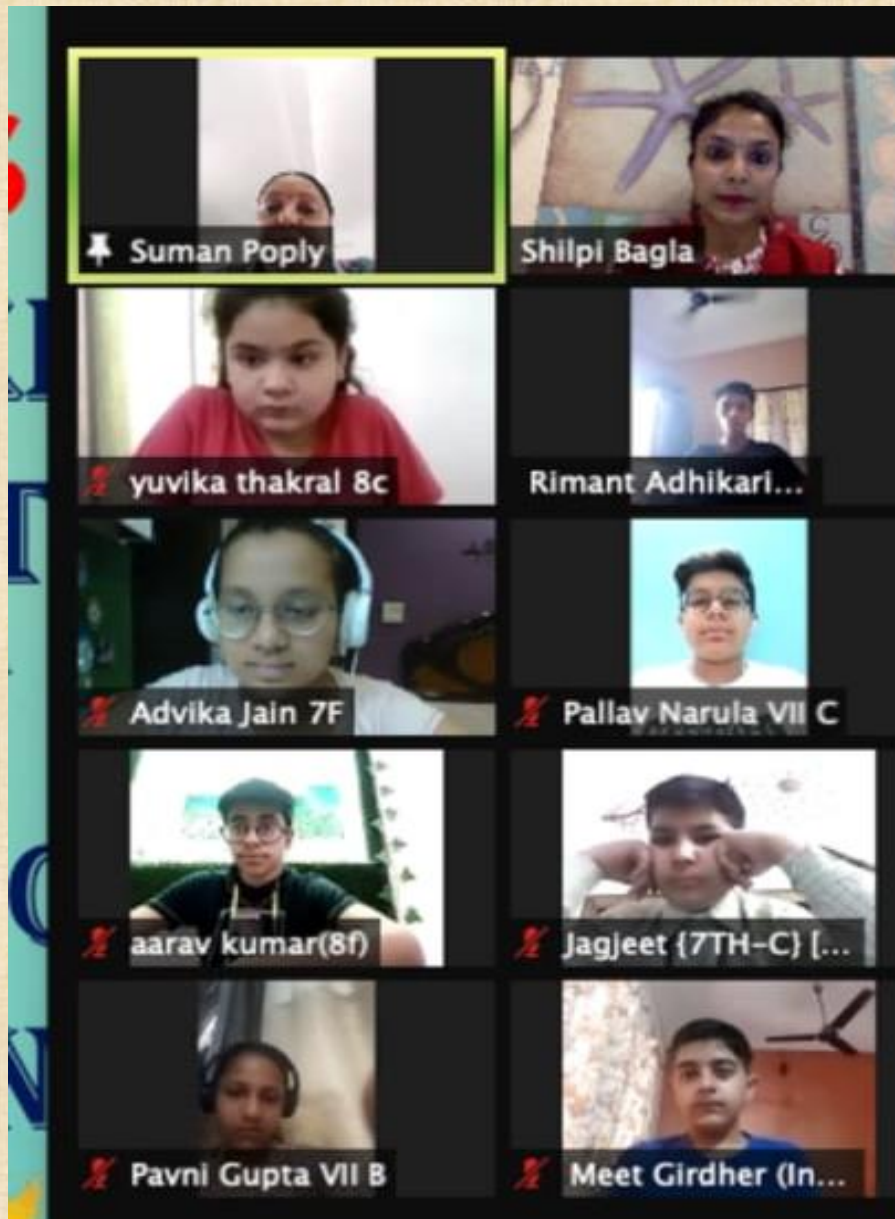 Suman Poply
Shilpi Bagla
yuvika thakral 8c
Rimant Adhikari...
Advika Jain 7F
Pallav Narula VII C
aarav kumar(8f)
Jagjeet {7TH-C} [...
Pavni Gupta VII B
Meet Girdher (In...